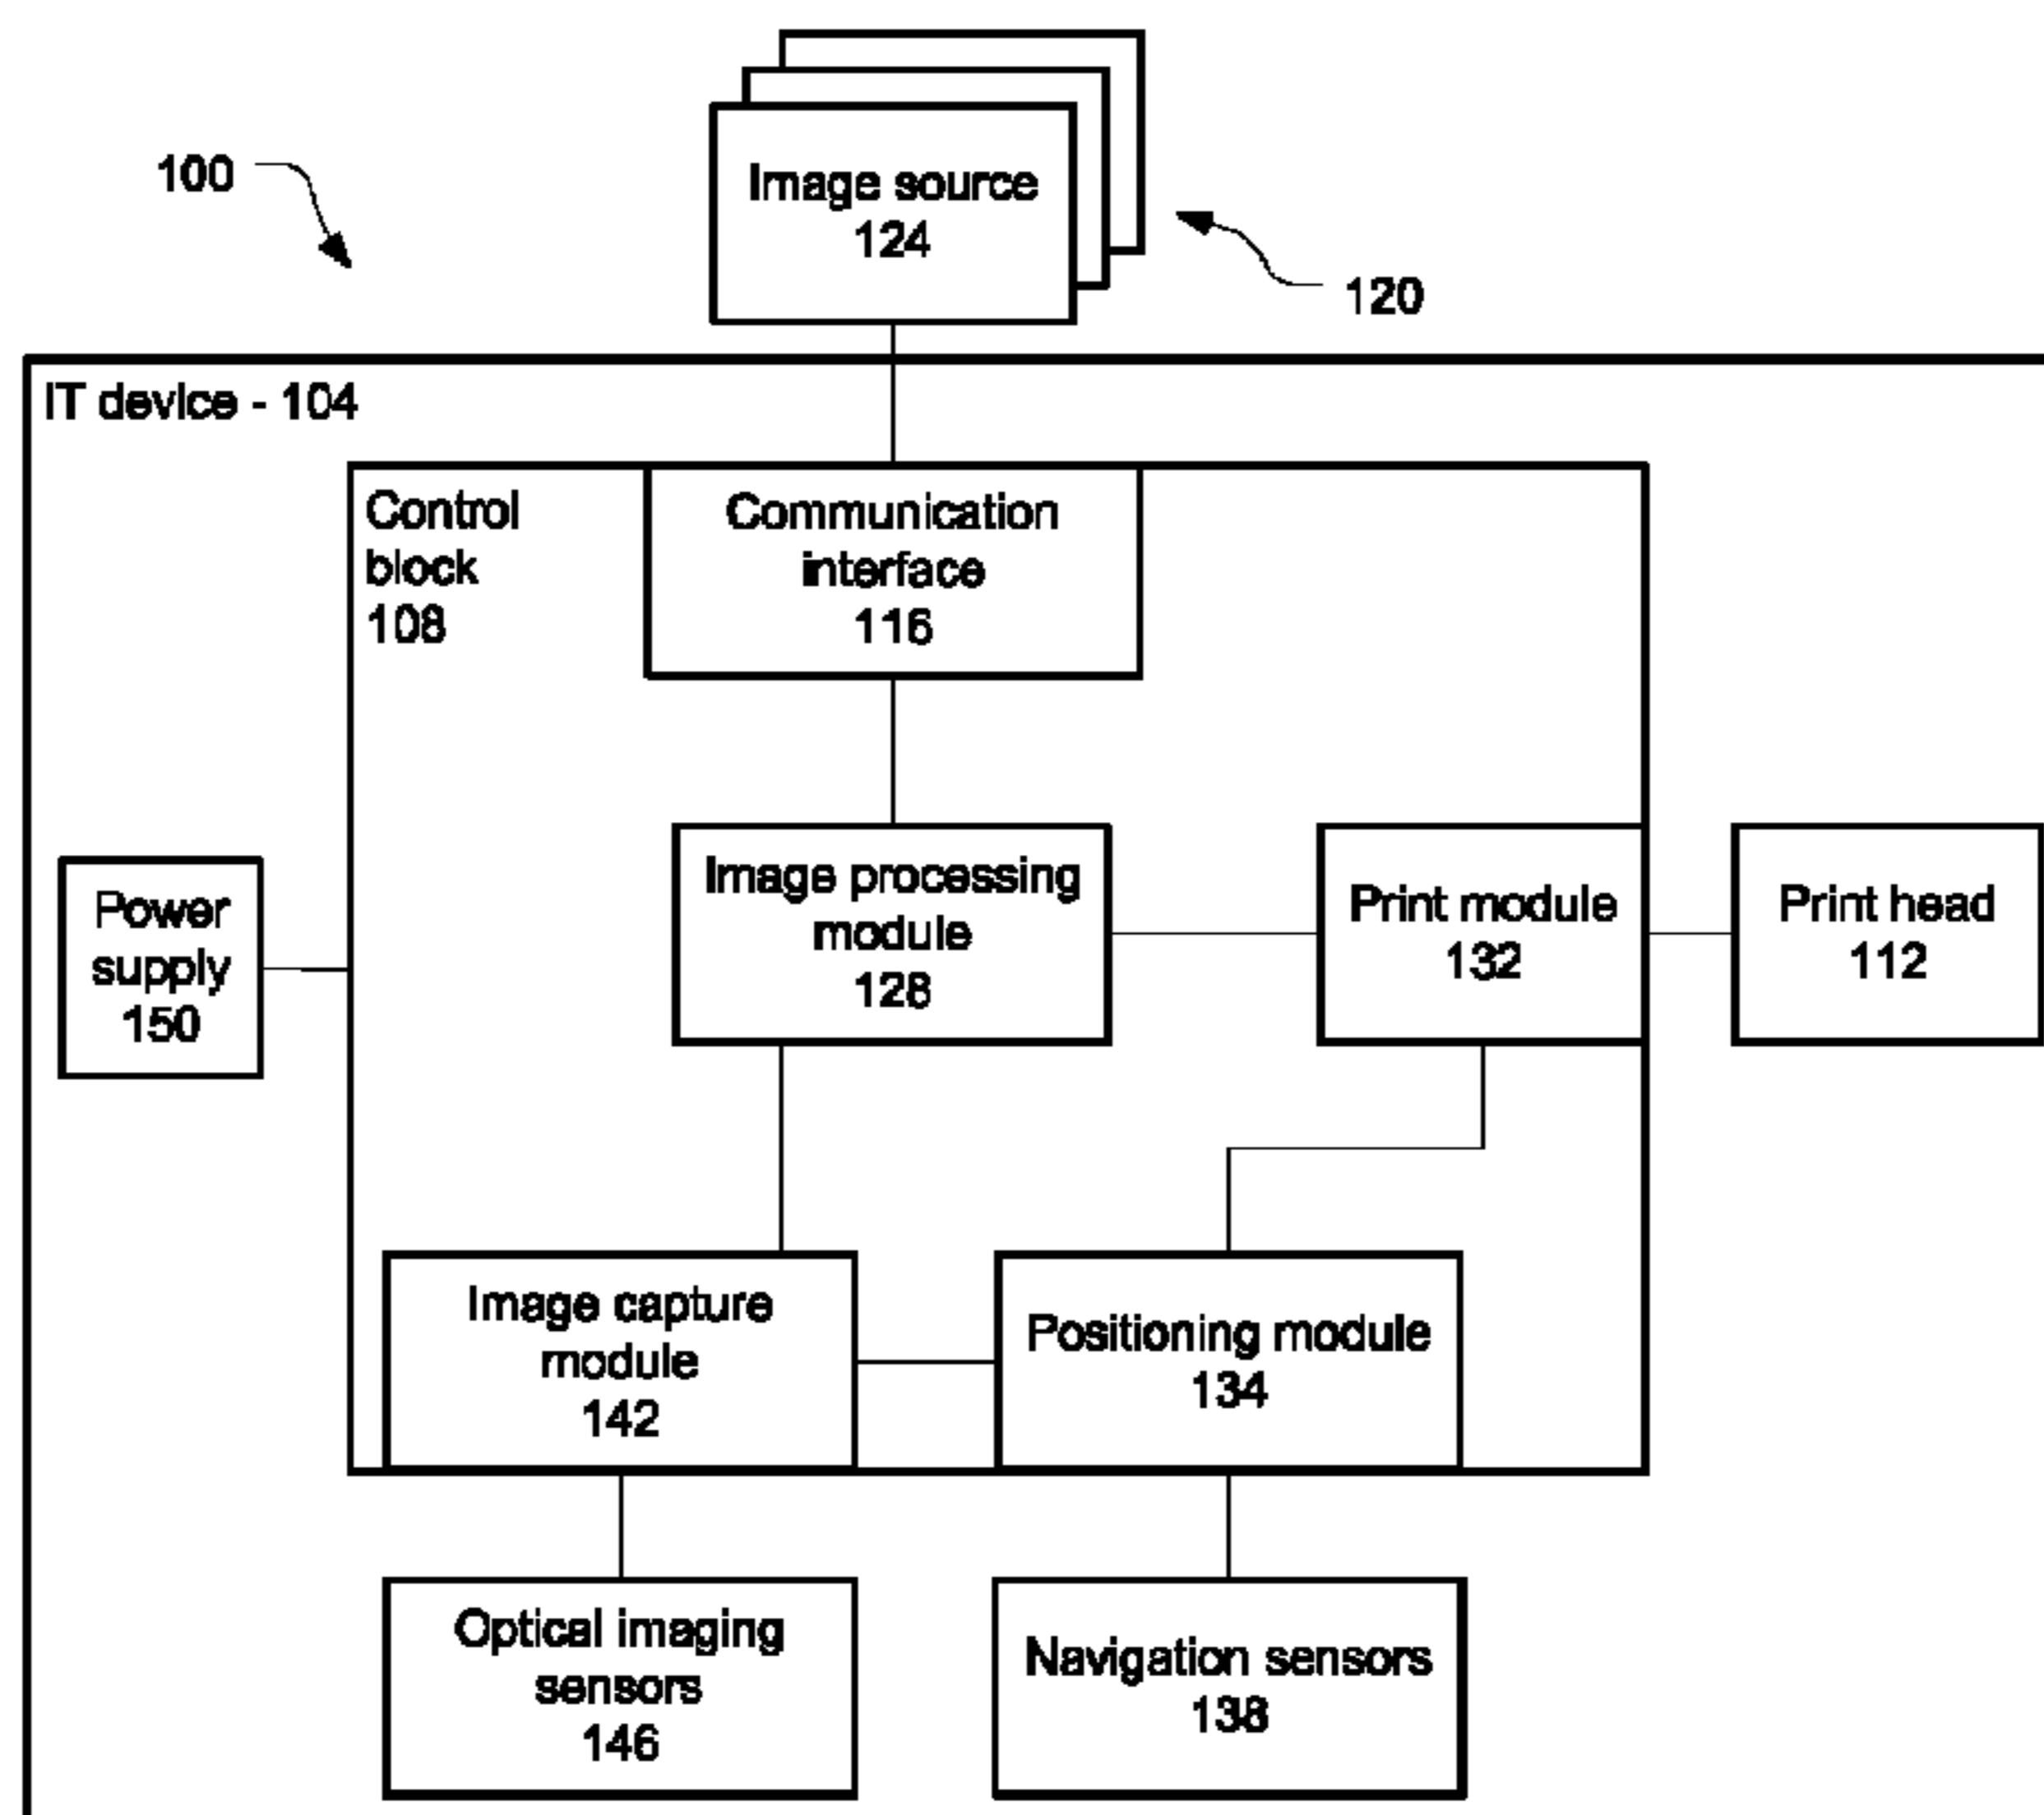 100
Image source
124
120
IT device - 104
Control
block
108
Communication
interface
116
Image processing
module
128
Print module
132
Print head
112
Power
supply
150
Image capture
module
142
Positioning module
134
Optical imaging
sensors
146
Navigation sensors
138